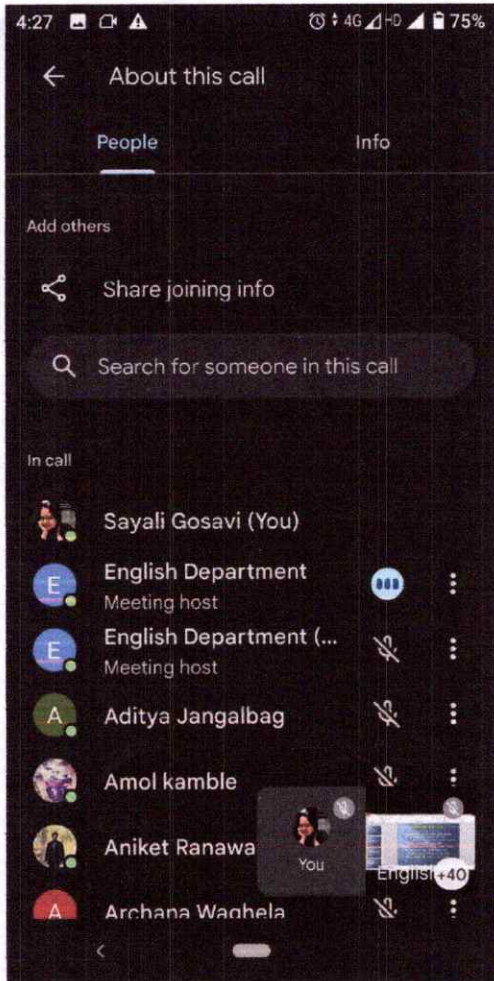 4:27 4G HD 75%
About this call
People Info
Add others
Share joining info
Search for someone in this call
In call
Sayali Gosavi (You)
E English Department
Meeting host
E English Department (...
Meeting host
A Aditya Jangalbag
Amol kamble
Aniket Ranawa
You
Englis +40
A Archana Waghela